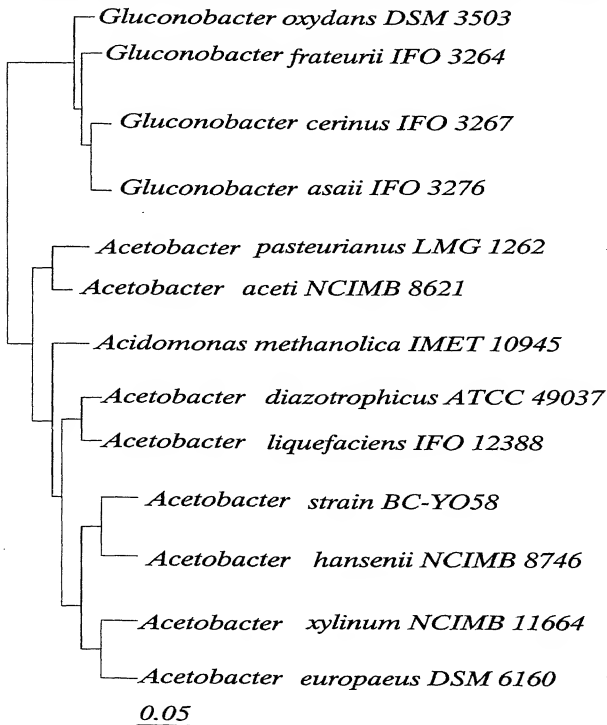 Gluconobacter oxydans DSM 3503
Gluconobacter frateurii IFO 3264
Gluconobacter cerinus IFO 3267
Gluconobacter asaii IFO 3276
Acetobacter pasteurianus LMG 1262
Acetobacter aceti NCIMB 8621
Acidomonas methanolica IMET 10945
Acetobacter diazotrophicus ATCC 49037
Acetobacter liquefaciens IFO 12388
Acetobacter strain BC-YO58
Acetobacter hansenii NCIMB 8746
Acetobacter xylinum NCIMB 11664
Acetobacter europaeus DSM 6160
0.05